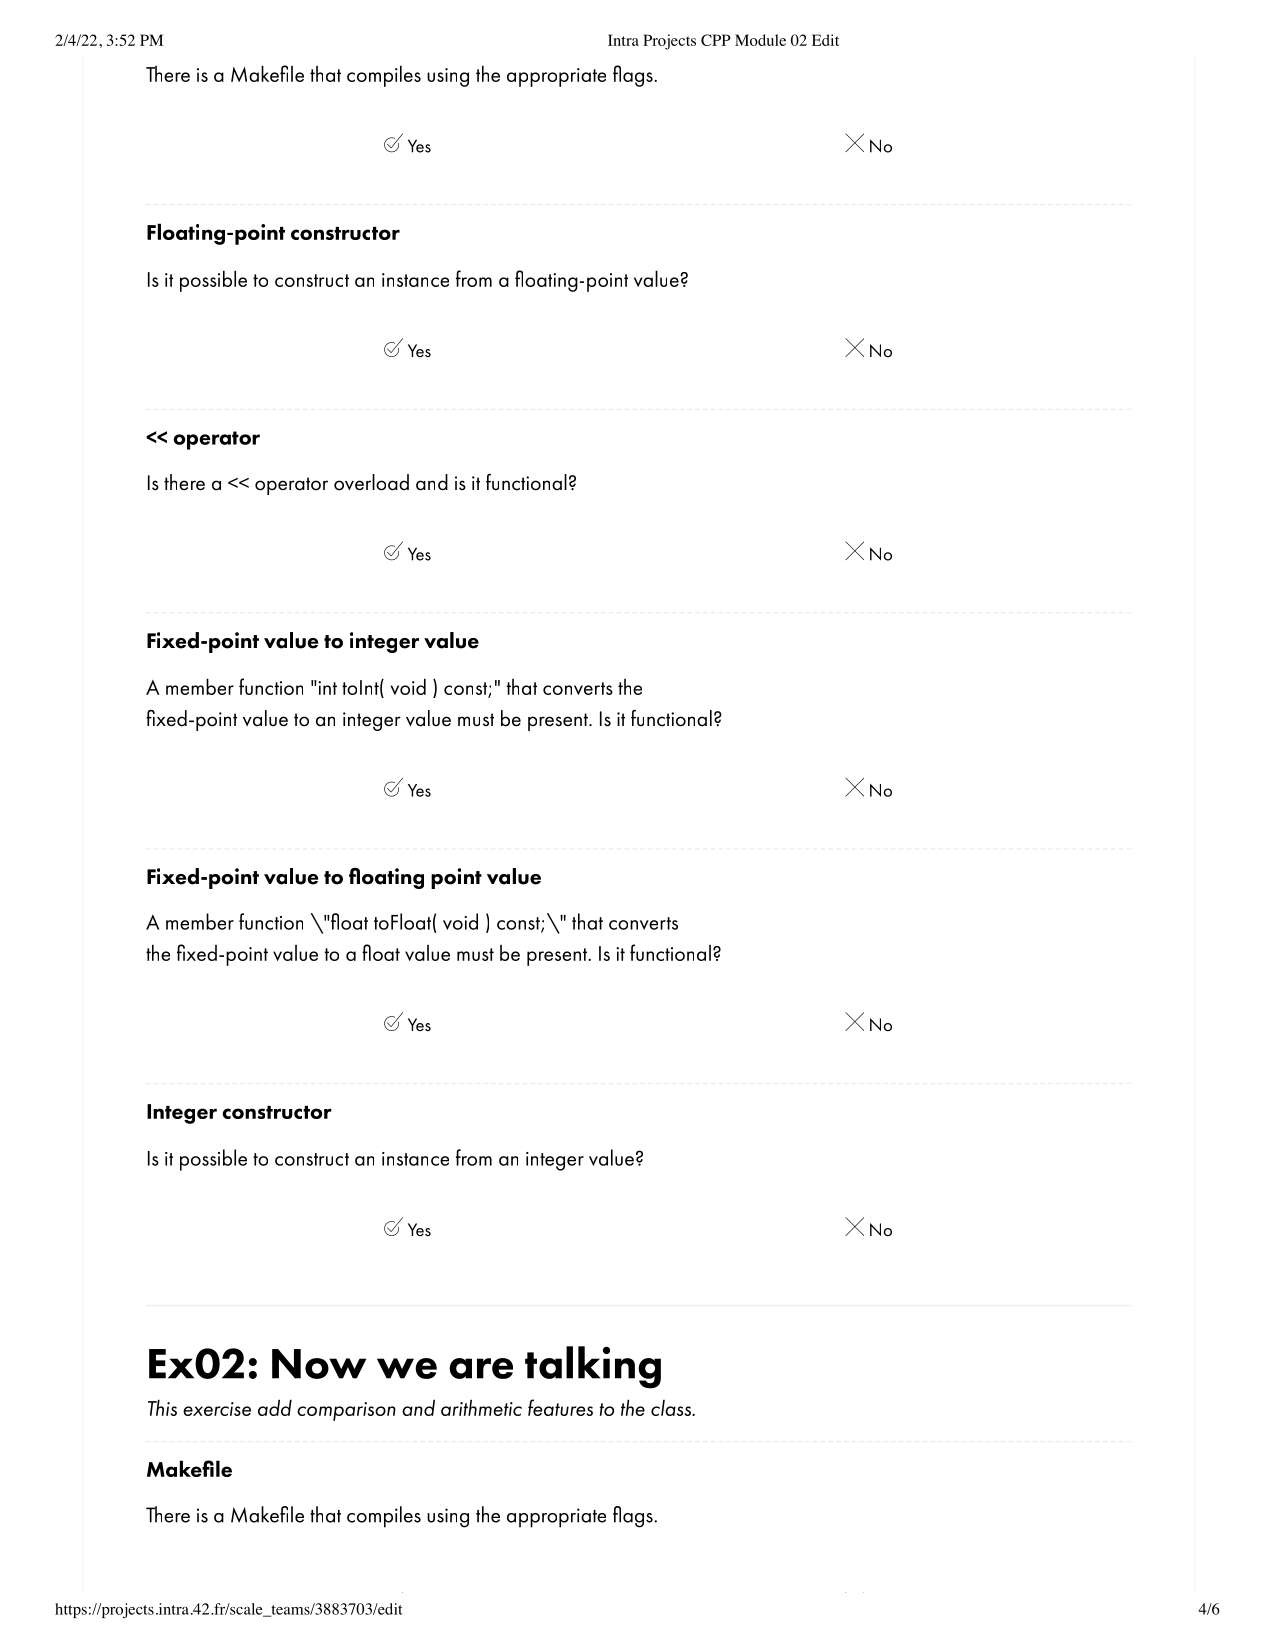 2/4/22, 3:52 PM Intra Projects CPP Module 02 Edit
There is a Makefile that compiles using the appropriate flags.
Yes No
Floating-point constructor
Is it possible to construct an instance from a floating-point value?
Yes No
<< operator
Is there a << operator overload and is it functional?
Yes No
Fixed-point value to integer value
A member function "int toInt( void ) const;" that converts the
fixed-point value to an integer value must be present. Is it functional?
Yes No
Fixed-point value to floating point value
A member function \"float toFloat( void ) const;\" that converts
the fixed-point value to a float value must be present. Is it functional?
Yes No
Integer constructor
Is it possible to construct an instance from an integer value?
Yes No
Ex02: Now we are talking
This exercise add comparison and arithmetic features to the class.
Makefile
There is a Makefile that compiles using the appropriate flags.
https://projects.intra.42.fr/scale_teams/3883703/edit 4/6